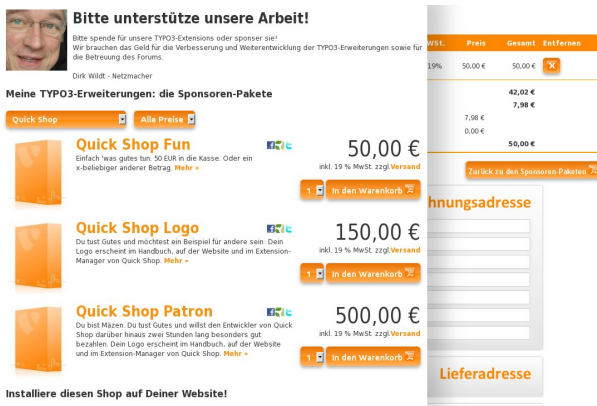 Bitte unterstütze unsere Arbeit!
Bitte spende für unsere TYPO3-Extensions oder sponser sie!
Wir brauchen das Geld für die Verbesserung und Weiterentwicklung der TYPO3-Erweiterungen sowie für
die Betreuung des Forums.
Dirk Wildt - Netzmacher
Meine TYPO3-Erweiterungen: die Sponsoren-Pakete
Quick Shop Alle Preise
Quick Shop Fun
Einfach 'was gutes tun. 50 EUR in die Kasse. Oder ein
x-beliebiger anderer Betrag. Mehr »
50,00 €
inkl. 19 % MwSt. zzgl.Versand
1 In den Warenkorb
Quick Shop Logo
Du tust Gutes und möchtest ein Beispiel für andere sein: Dein
Logo erscheint im Handbuch, auf der Website und im Extension-
Manager von Quick Shop. Mehr »
150,00 €
inkl. 19 % MwSt. zzgl.Versand
1 In den Warenkorb
Quick Shop Patron
Du bist Mäzen. Du tust Gutes und willst den Entwickler von Quick
Shop darüber hinaus zwei Stunden lang besonders gut
bezahlen. Dein Logo erscheint im Handbuch, auf der Website
und im Extension-Manager von Quick Shop. Mehr »
500,00 €
inkl. 19 % MwSt. zzgl.Versand
1 In den Warenkorb
Installiere diesen Shop auf Deiner Website!
WSt. Preis Gesamt Entfernen
19% 50,00 € 50,00 € X
42,02 €
7,98 €
7,98 €
0,00 €
50,00 €
Zurück zu den Sponsoren-Paketen
hnungsadresse
Lieferadresse